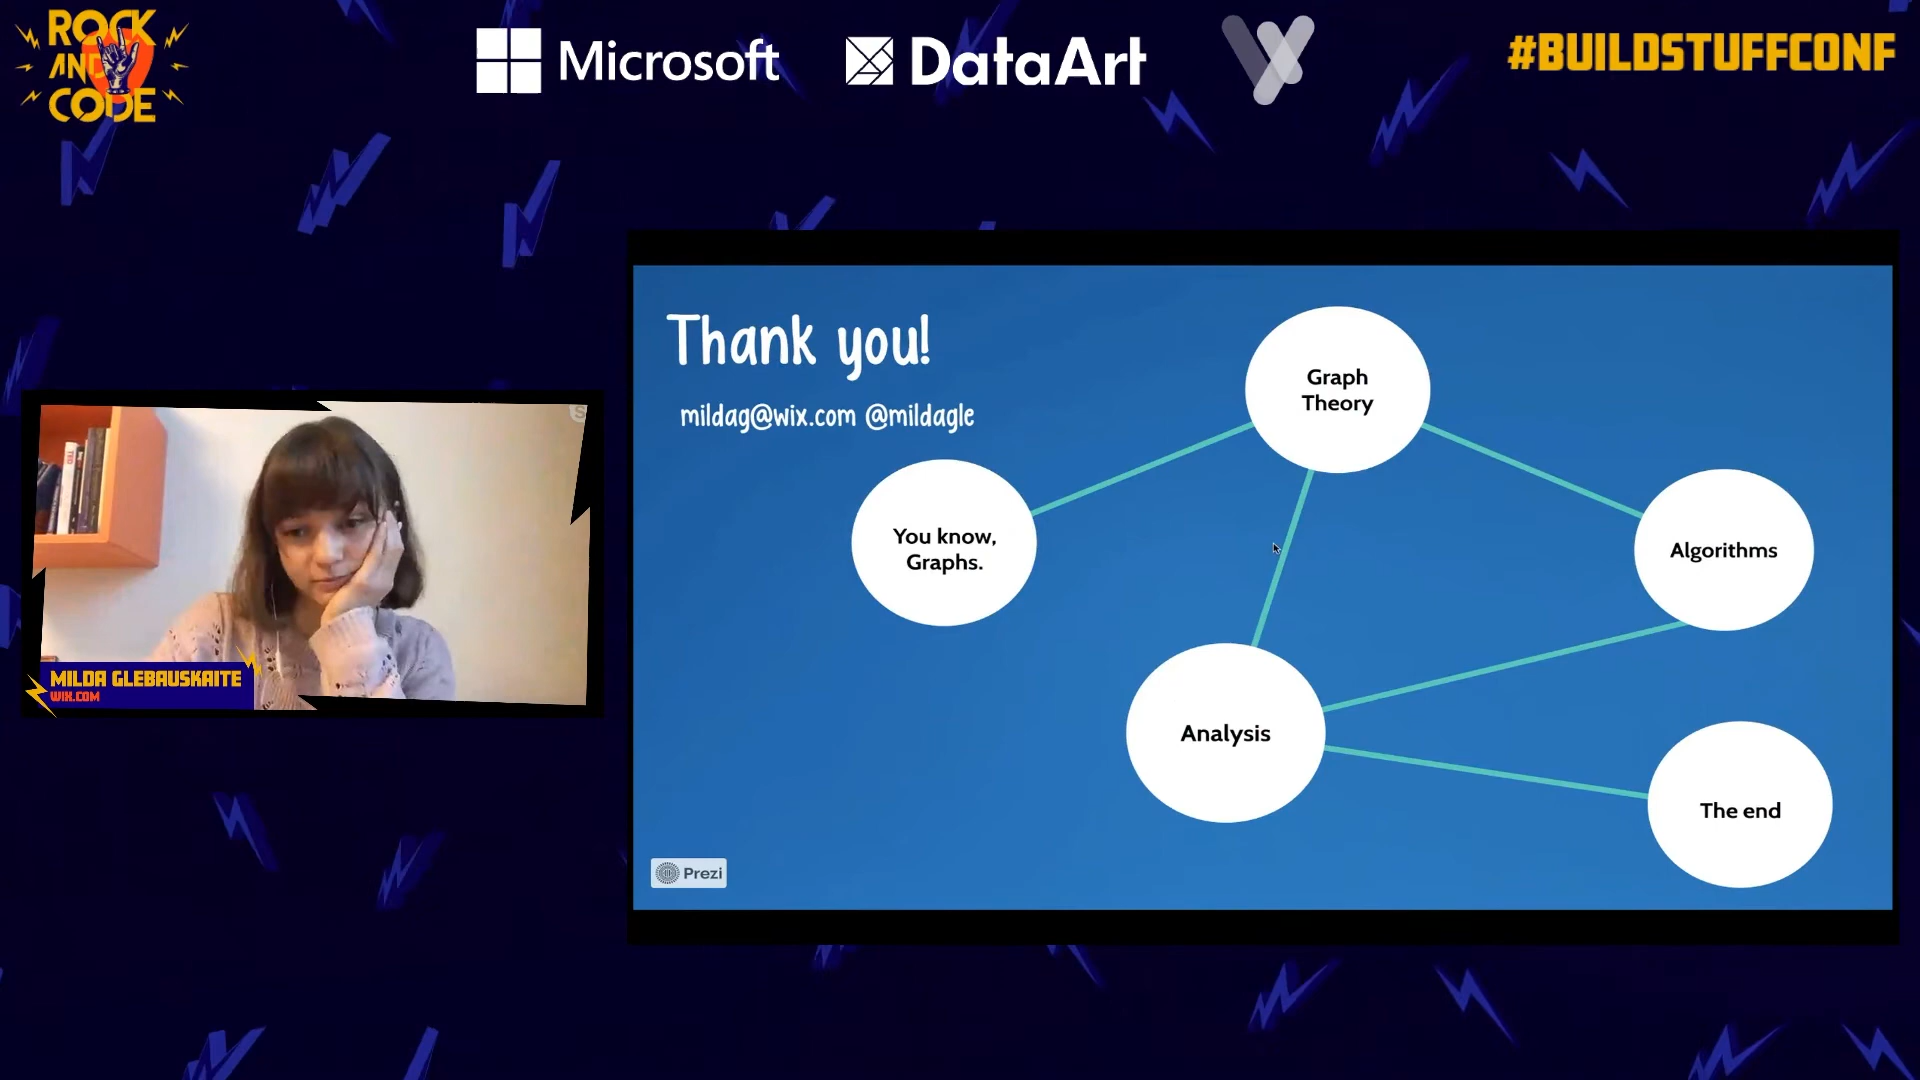 ROCK
AND
CODE
Microsoft
DataArt
#BUILDSTUFFCONF
Thank you!
mildag@wix.com @mildagle
Graph
Theory
You know,
Graphs.
Algorithms
Analysis
The end
Prezi
MILDA GLEBAUSKAITE
WIX.COM
TED
S